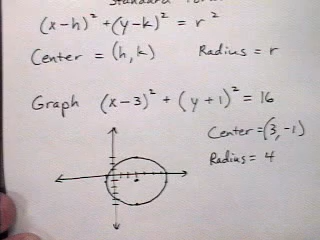 Standard Form
(x-h)² + (y-k)² = r²
Center = (h,k) Radius = r
Graph (x-3)² + (y+1)² = 16
Center = (3,-1)
Radius = 4